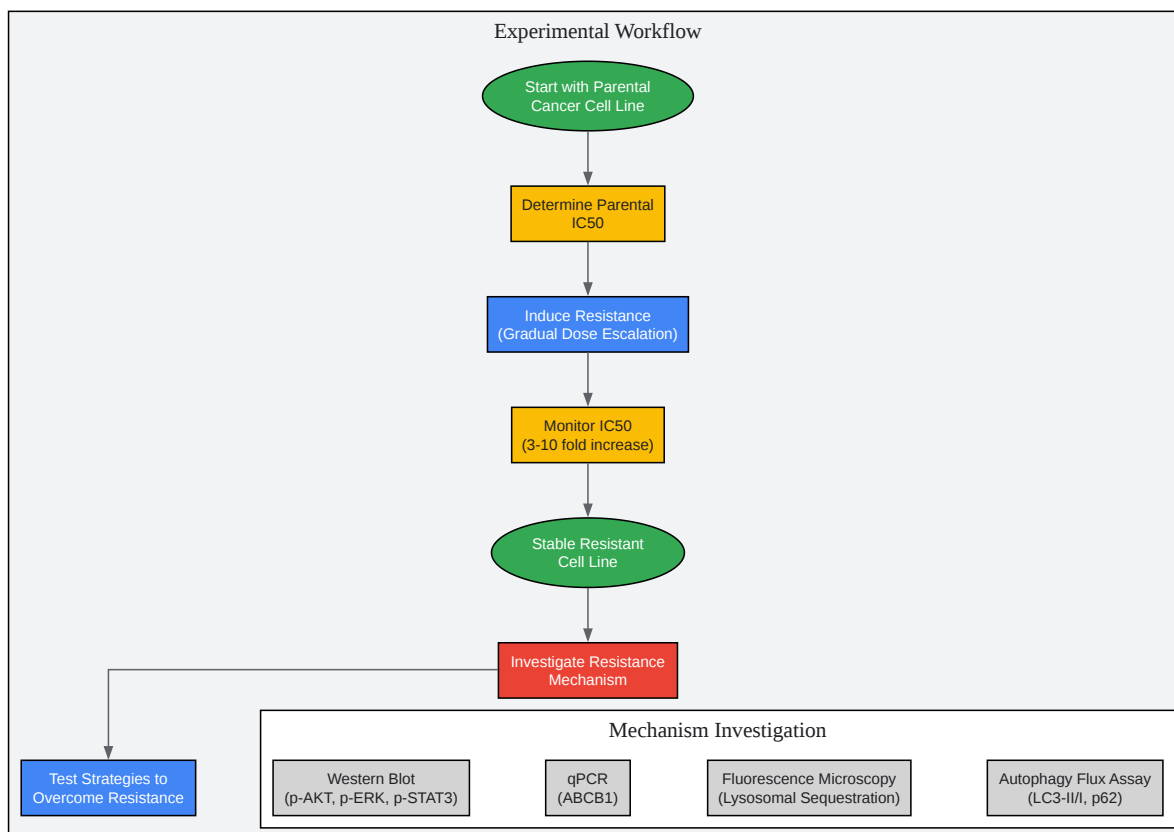 Experimental Workflow
Start with Parental
Cancer Cell Line
Determine Parental
IC50
Induce Resistance
(Gradual Dose Escalation)
Monitor IC50
(3-10 fold increase)
Stable Resistant
Cell Line
Investigate Resistance
Mechanism
Test Strategies to
Overcome Resistance
Mechanism Investigation
Western Blot
(p-AKT, p-ERK, p-STAT3)
qPCR
(ABCB1)
Fluorescence Microscopy
(Lysosomal Sequestration)
Autophagy Flux Assay
(LC3-II/I, p62)